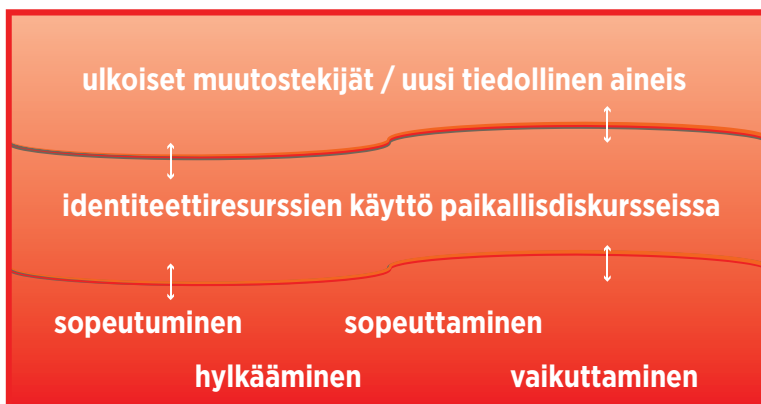 ulkoiset muutostekijät / uusi tiedollinen aineis
identiteettiresurssien käyttö paikallisdiskursseissa
sopeutuminen sopeuttaminen
hylkääminen vaikuttaminen